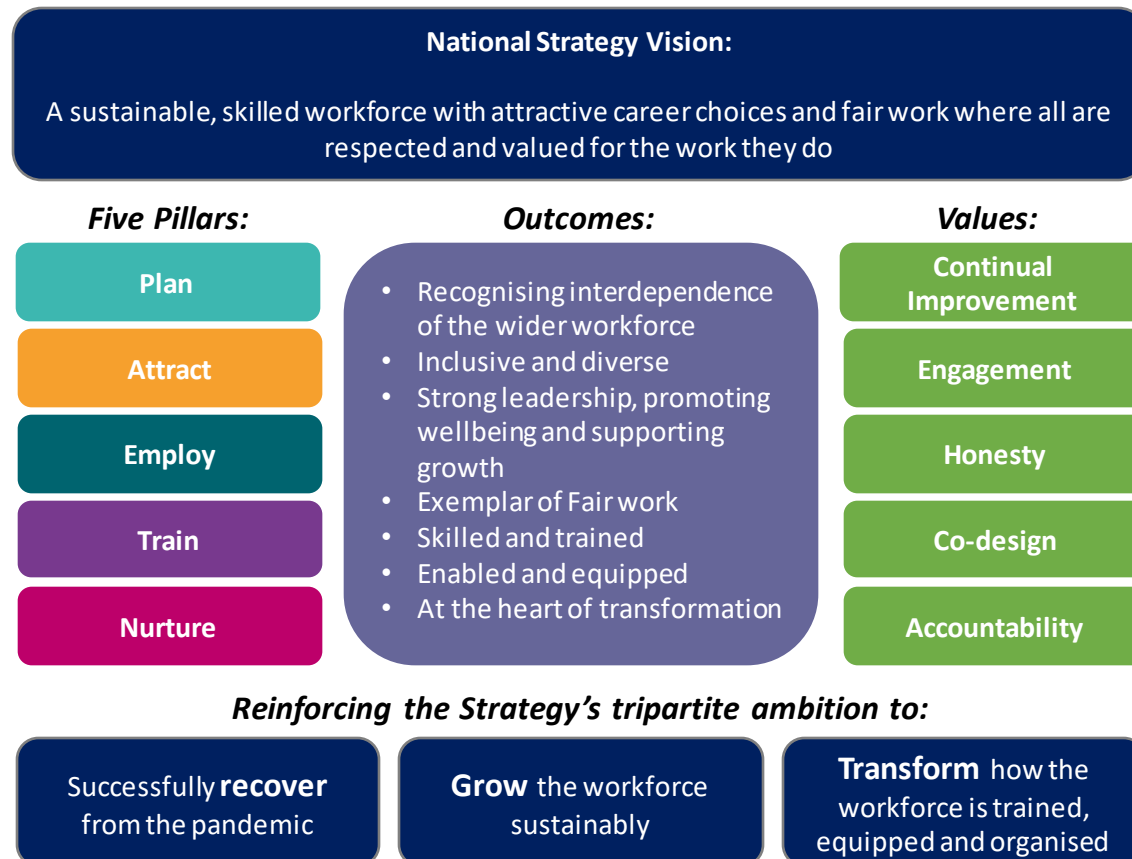 National Strategy Vision:
A sustainable, skilled workforce with attractive career choices and fair work where all are
respected and valued for the work they do
Five Pillars:
Plan
Attract
Employ
Train
Nurture
Outcomes:
• Recognising interdependence
of the wider workforce
• Inclusive and diverse
• Strong leadership, promoting
wellbeing and supporting
growth
• Exemplar of Fair work
• Skilled and trained
• Enabled and equipped
• At the heart of transformation
Values:
Continual
Improvement
Engagement
Honesty
Co-design
Accountability
Reinforcing the Strategy's tripartite ambition to:
Successfully recover
from the pandemic
Grow the workforce
sustainably
Transform how the
workforce is trained,
equipped and organised